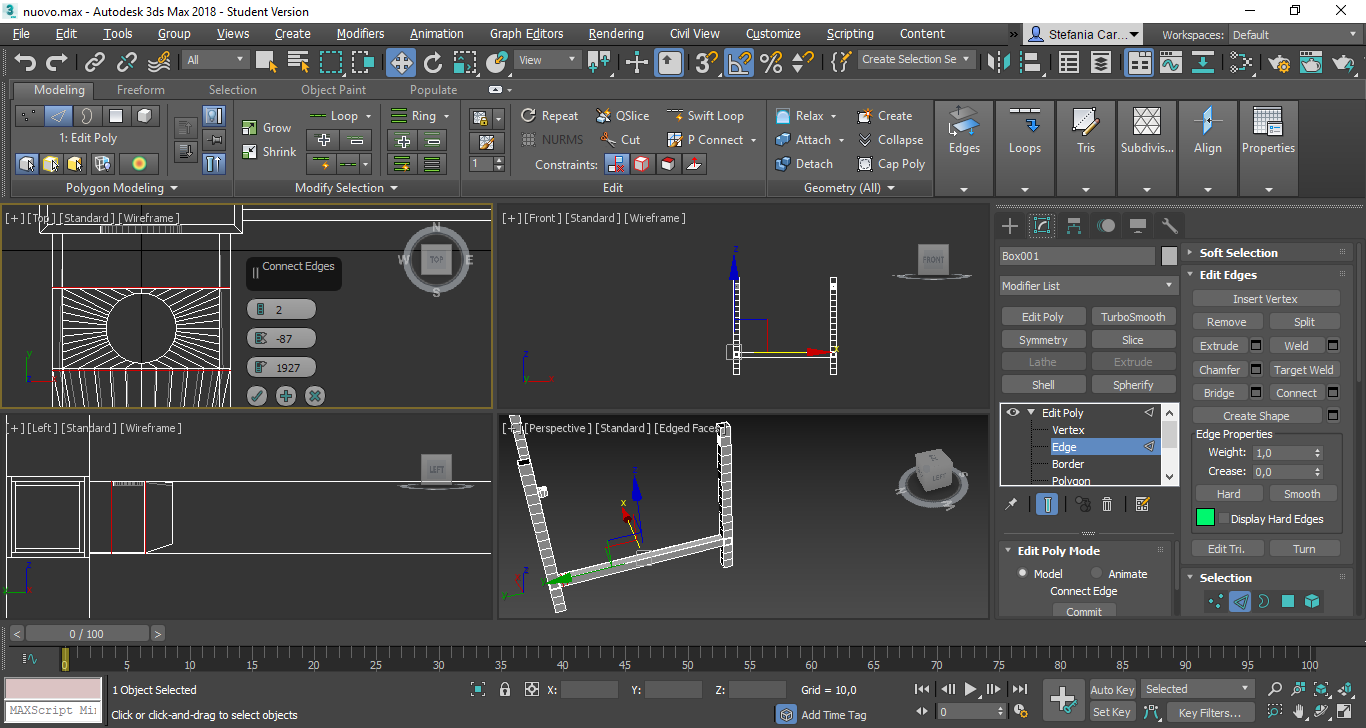 nuovo.max - Autodesk 3ds Max 2018 - Student Version
File Edit Tools Group Views Create Modifiers Animation Graph Editors Rendering Civil View Customize Scripting Content » Stefania Car... Workspaces: Default
All View Create Selection Se
Modeling Freeform Selection Object Paint Populate
Loop Ring Repeat QSlice Swift Loop Relax Create
1: Edit Poly Grow NURMS Cut P Connect Attach Collapse Edges Loops Tris Subdivis... Align Properties
Shrink 1 Constraints: Detach Cap Poly
Polygon Modeling Modify Selection Edit Geometry (All)
[+] [Top] [Standard] [Wireframe]
N
W TOP E
S
Connect Edges
2
-87
1927
y
[+] [Front] [Standard] [Wireframe]
FRONT
z
x
z
y
[+] [Left] [Standard] [Wireframe]
LEFT
z
[+] [Perspective] [Standard] [Edged Faces]
LEFT
z
x
z
y
Box001
Modifier List
Edit Poly TurboSmooth
Symmetry Slice
Lathe Extrude
Shell Spherify
Edit Poly
Vertex
Edge
Border
Polygon
Edit Poly Mode
Model Animate
Connect Edge
Commit
Soft Selection
Edit Edges
Insert Vertex
Remove Split
Extrude Weld
Chamfer Target Weld
Bridge Connect
Create Shape
Edge Properties
Weight: 1,0
Crease: 0,0
Hard Smooth
Display Hard Edges
Edit Tri. Turn
Selection
< 0 / 100 >
0 5 10 15 20 25 30 35 40 45 50 55 60 65 70 75 80 85 90 95 100
1 Object Selected X: Y: Z: Grid = 10,0 Auto Key Selected
MAXScript Mi
Click or click-and-drag to select objects Add Time Tag 0 Set Key Key Filters...